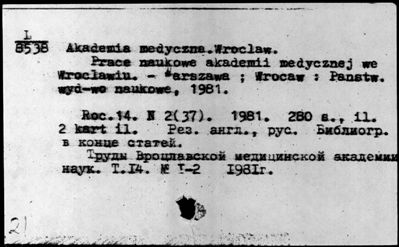 L
8538
Akademia medyczna.Wroclaw.
Prace naukowe akademii medycznej we
Wroclawiu. - Warszawa ; Wrocaw : Panstw.
wyd-wo naukowe, 1981.
Roc.14. N 2(37). 1981. 280 s., il.
2 kart il. Рез. англ., рус. Библиогр.
в конце статей.
Труды Вроцлавской медицинской академии
наук. Т.14. № I-2 1981г.
21